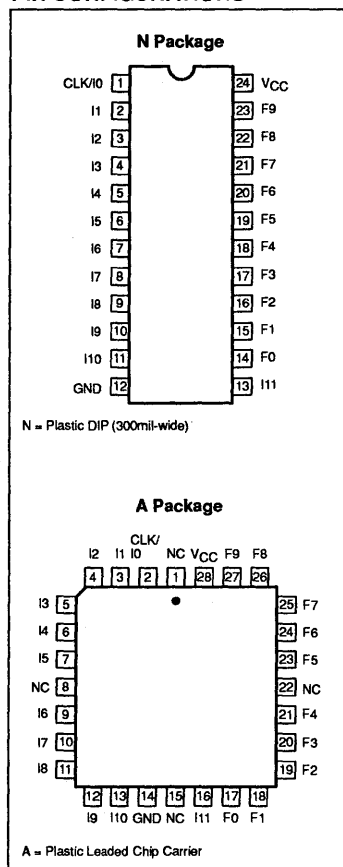 N Package
CLK/I0 1 24 VCC
I1 2 23 F9
I2 3 22 F8
I3 4 21 F7
I4 5 20 F6
I5 6 19 F5
I6 7 18 F4
I7 8 17 F3
I8 9 16 F2
I9 10 15 F1
I10 11 14 F0
GND 12 13 I11
N = Plastic DIP (300mil-wide)
A Package
CLK/
I2 I1 I0 NC VCC F9 F8
4 3 2 1 28 27 26
I3 5 25 F7
I4 6 24 F6
I5 7 23 F5
NC 8 22 NC
I6 9 21 F4
I7 10 20 F3
I8 11 19 F2
12 13 14 15 16 17 18
I9 I10 GND NC I11 F0 F1
A = Plastic Leaded Chip Carrier